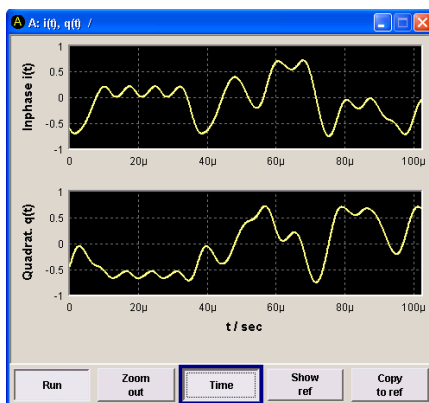 A A: i(t), q(t) /
Inphase i(t)
1
0.5
0
-0.5
-1
0 20µ 40µ 60µ 80µ 100µ
Quadrat. q(t)
1
0.5
0
-0.5
-1
0 20µ 40µ 60µ 80µ 100µ
t / sec
Run
Zoom
out
Time
Show
ref
Copy
to ref